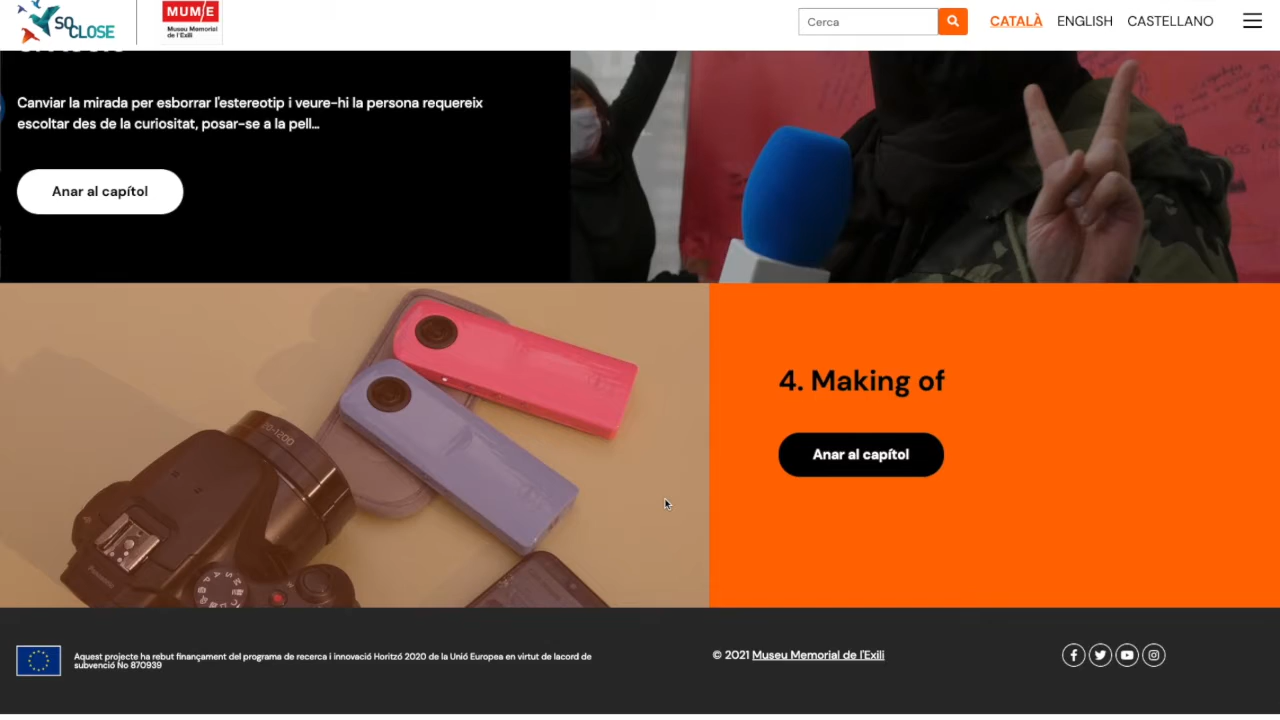 SO
CLOSE
MUM/E
Museu Memorial
de l'Exili
Cerca
CATALÀ ENGLISH CASTELLANO
Canviar la mirada per esborrar l'estereotip i veure-hi la persona requereix
escoltar des de la curiositat, posar-se a la pell...
Anar al capítol
20-1200
4. Making of
Anar al capítol
Aquest projecte ha rebut finançament del programa de recerca i innovació Horitzó 2020 de la Unió Europea en virtut de lacord de
subvenció No 870939
© 2021 Museu Memorial de l'Exili